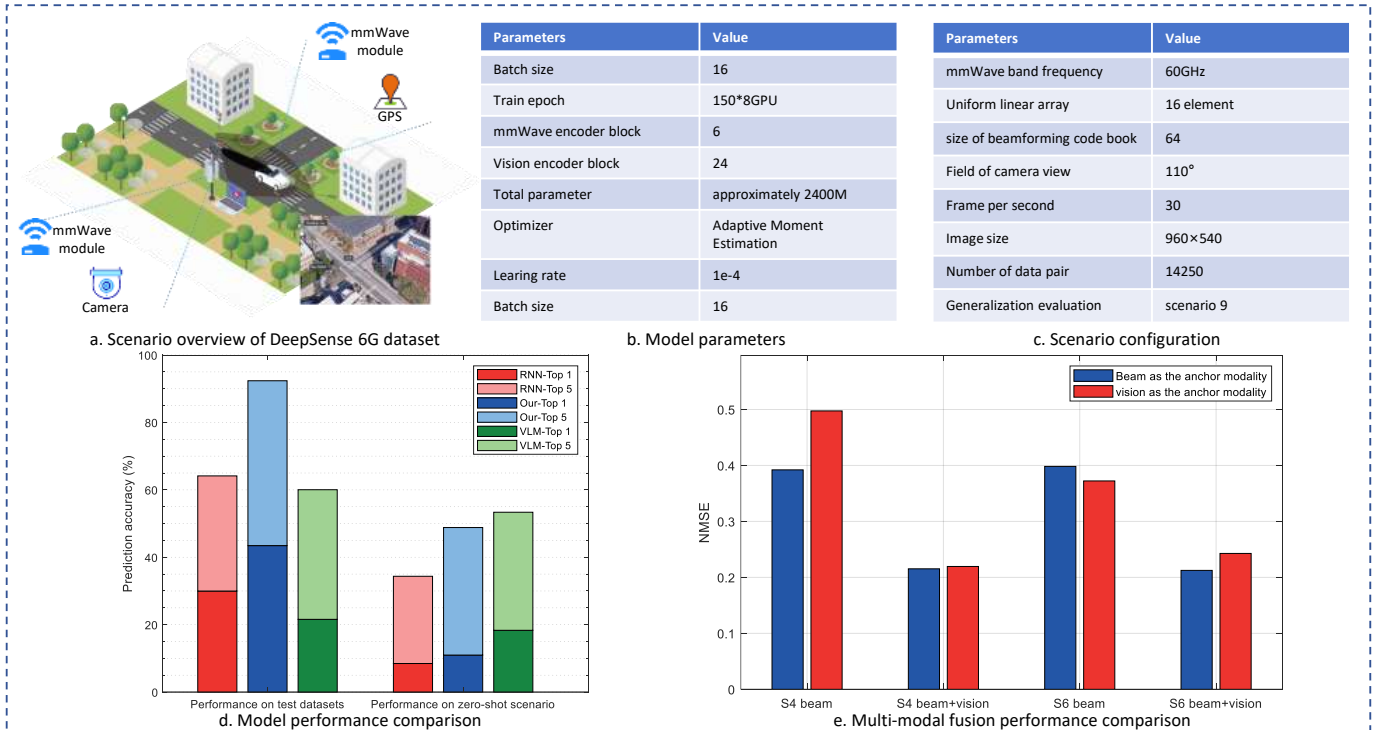 mmWave
module
GPS
mmWave
module
Camera
a. Scenario overview of DeepSense 6G dataset
Parameters Value
Batch size 16
Train epoch 150*8GPU
mmWave encoder block 6
Vision encoder block 24
Total parameter approximately 2400M
Optimizer Adaptive Moment
Estimation
Learing rate 1e-4
Batch size 16
b. Model parameters
Parameters Value
mmWave band frequency 60GHz
Uniform linear array 16 element
size of beamforming code book 64
Field of camera view 110°
Frame per second 30
Image size 960×540
Number of data pair 14250
Generalization evaluation scenario 9
c. Scenario configuration
Prediction accuracy (%)
100
80
60
40
20
0
RNN-Top 1
RNN-Top 5
Our-Top 1
Our-Top 5
VLM-Top 1
VLM-Top 5
Performance on test datasets Performance on zero-shot scenario
d. Model performance comparison
NMSE
0.5
0.4
0.3
0.2
0.1
0
Beam as the anchor modality
vision as the anchor modality
S4 beam S4 beam+vision S6 beam S6 beam+vision
e. Multi-modal fusion performance comparison